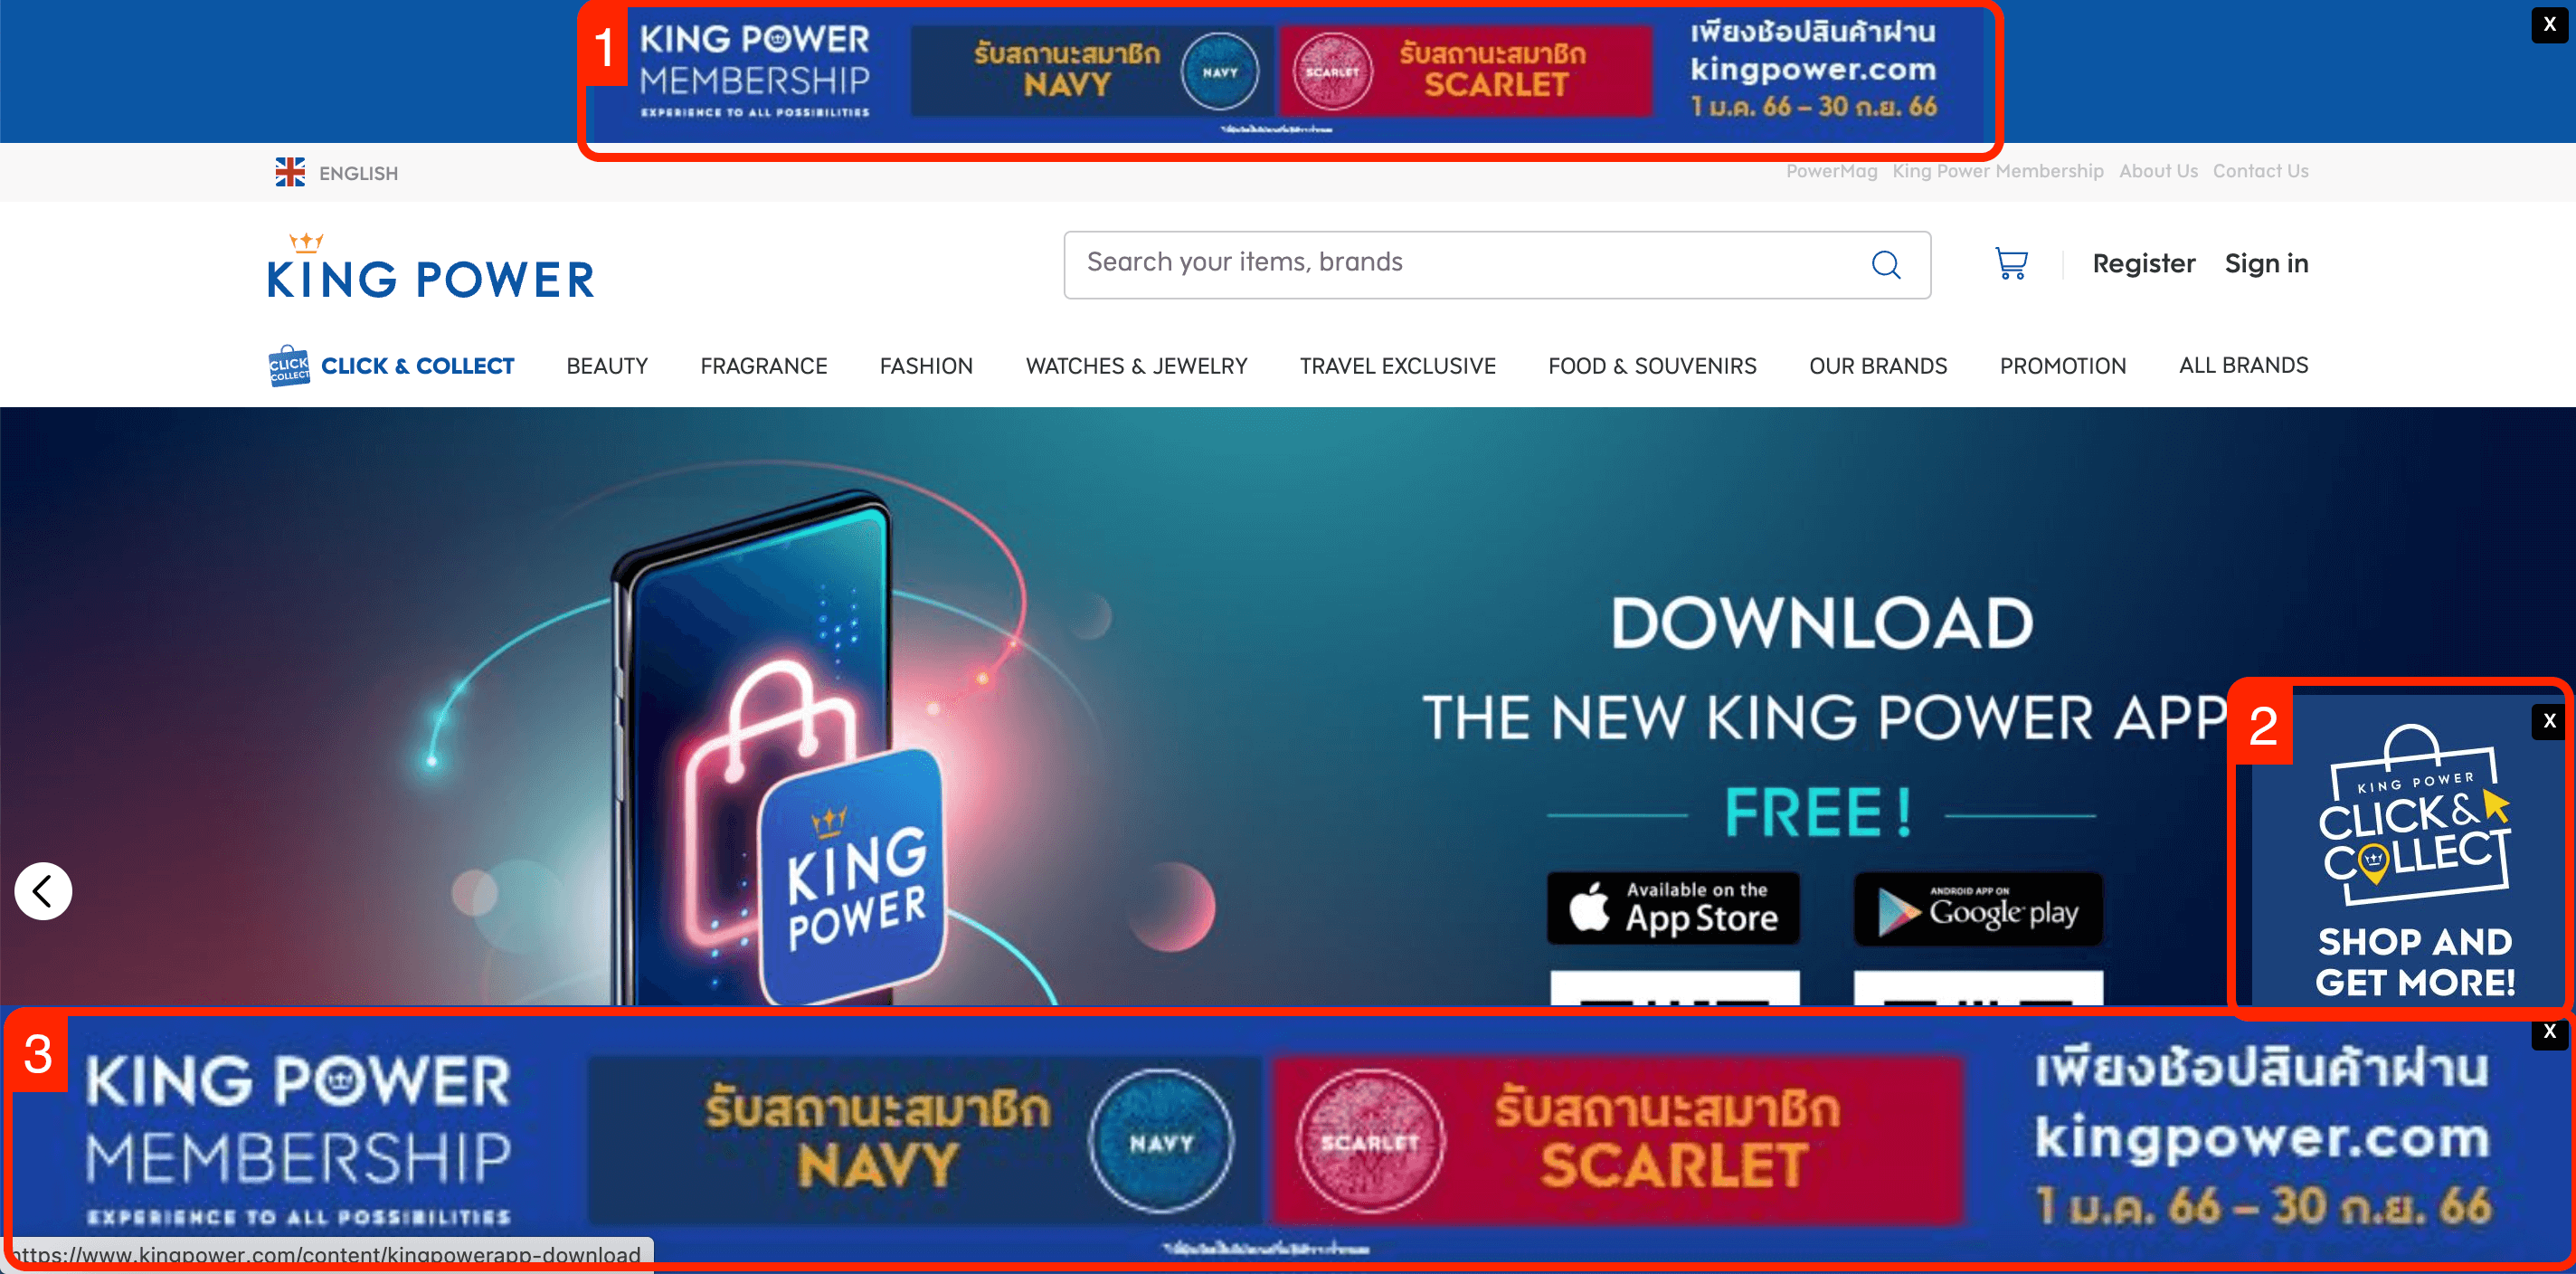 1
KING POWER
MEMBERSHIP
EXPERIENCE TO ALL POSSIBILITIES
รับสถานะสมาชิก
NAVY
NAVY
SCARLET
รับสถานะสมาชิก
SCARLET
เพียงช้อปสินค้าผ่าน
kingpower.com
1 ม.ค. 66 – 30 ก.ย. 66
X
ENGLISH
PowerMag King Power Membership About Us Contact Us
KING POWER
Search your items, brands
Register Sign in
CLICK COLLECT
CLICK & COLLECT BEAUTY FRAGRANCE FASHION WATCHES & JEWELRY TRAVEL EXCLUSIVE FOOD & SOUVENIRS OUR BRANDS PROMOTION ALL BRANDS
DOWNLOAD
THE NEW KING POWER APP
FREE!
Available on the
App Store
ANDROID APP ON
Google play
KING
POWER
2
X
KING POWER
CLICK &
COLLECT
SHOP AND
GET MORE!
3
X
KING POWER
MEMBERSHIP
EXPERIENCE TO ALL POSSIBILITIES
รับสถานะสมาชิก
NAVY
NAVY
SCARLET
รับสถานะสมาชิก
SCARLET
เพียงช้อปสินค้าผ่าน
kingpower.com
1 ม.ค. 66 – 30 ก.ย. 66
https://www.kingpower.com/content/kingpowerapp-download